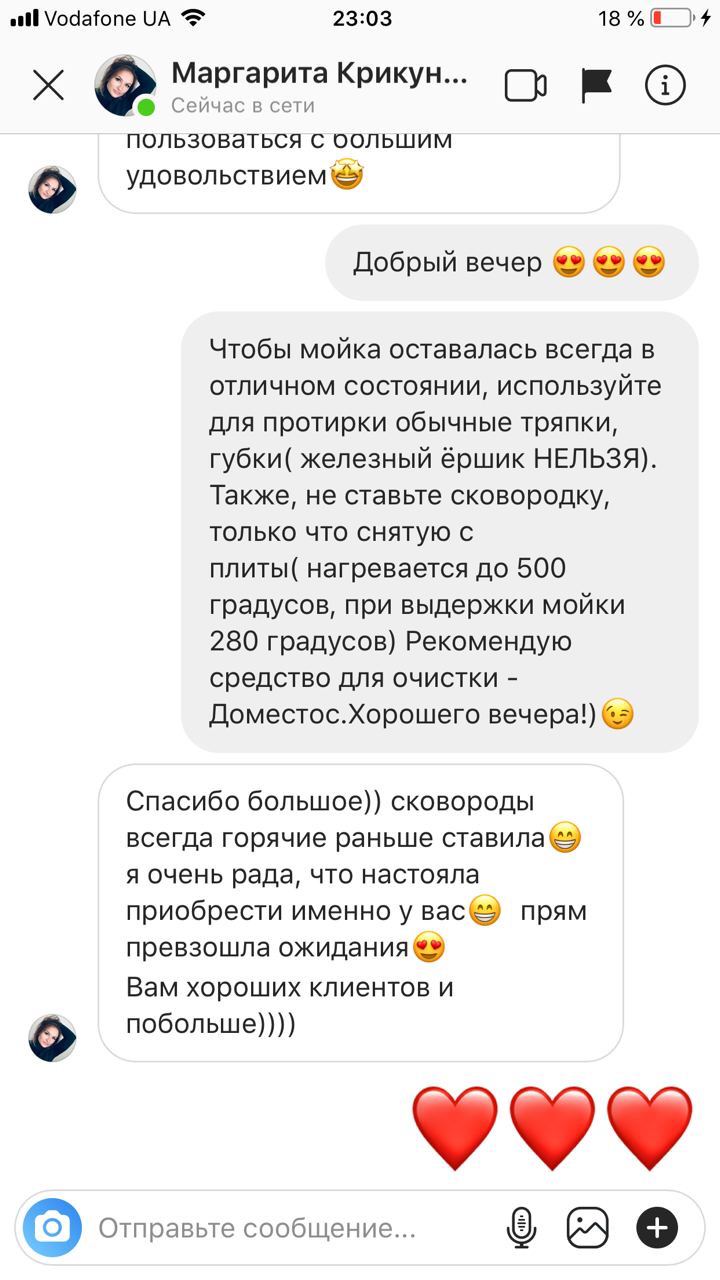 Vodafone UA 23:03 18 %
Маргарита Крикун...
Сейчас в сети
пользоваться с большим
удовольствием🤩
Добрый вечер 😍😍😍
Чтобы мойка оставалась всегда в
отличном состоянии, используйте
для протирки обычные тряпки,
губки( железный ёршик НЕЛЬЗЯ).
Также, не ставьте сковородку,
только что снятую с
плиты( нагревается до 500
градусов, при выдержки мойки
280 градусов) Рекомендую
средство для очистки -
Доместос.Хорошего вечера!)😉
Спасибо большое)) сковороды
всегда горячие раньше ставила😁
я очень рада, что настояла
приобрести именно у вас😁 прям
превзошла ожидания😍
Вам хороших клиентов и
побольше))))
❤️❤️❤️
Отправьте сообщение...